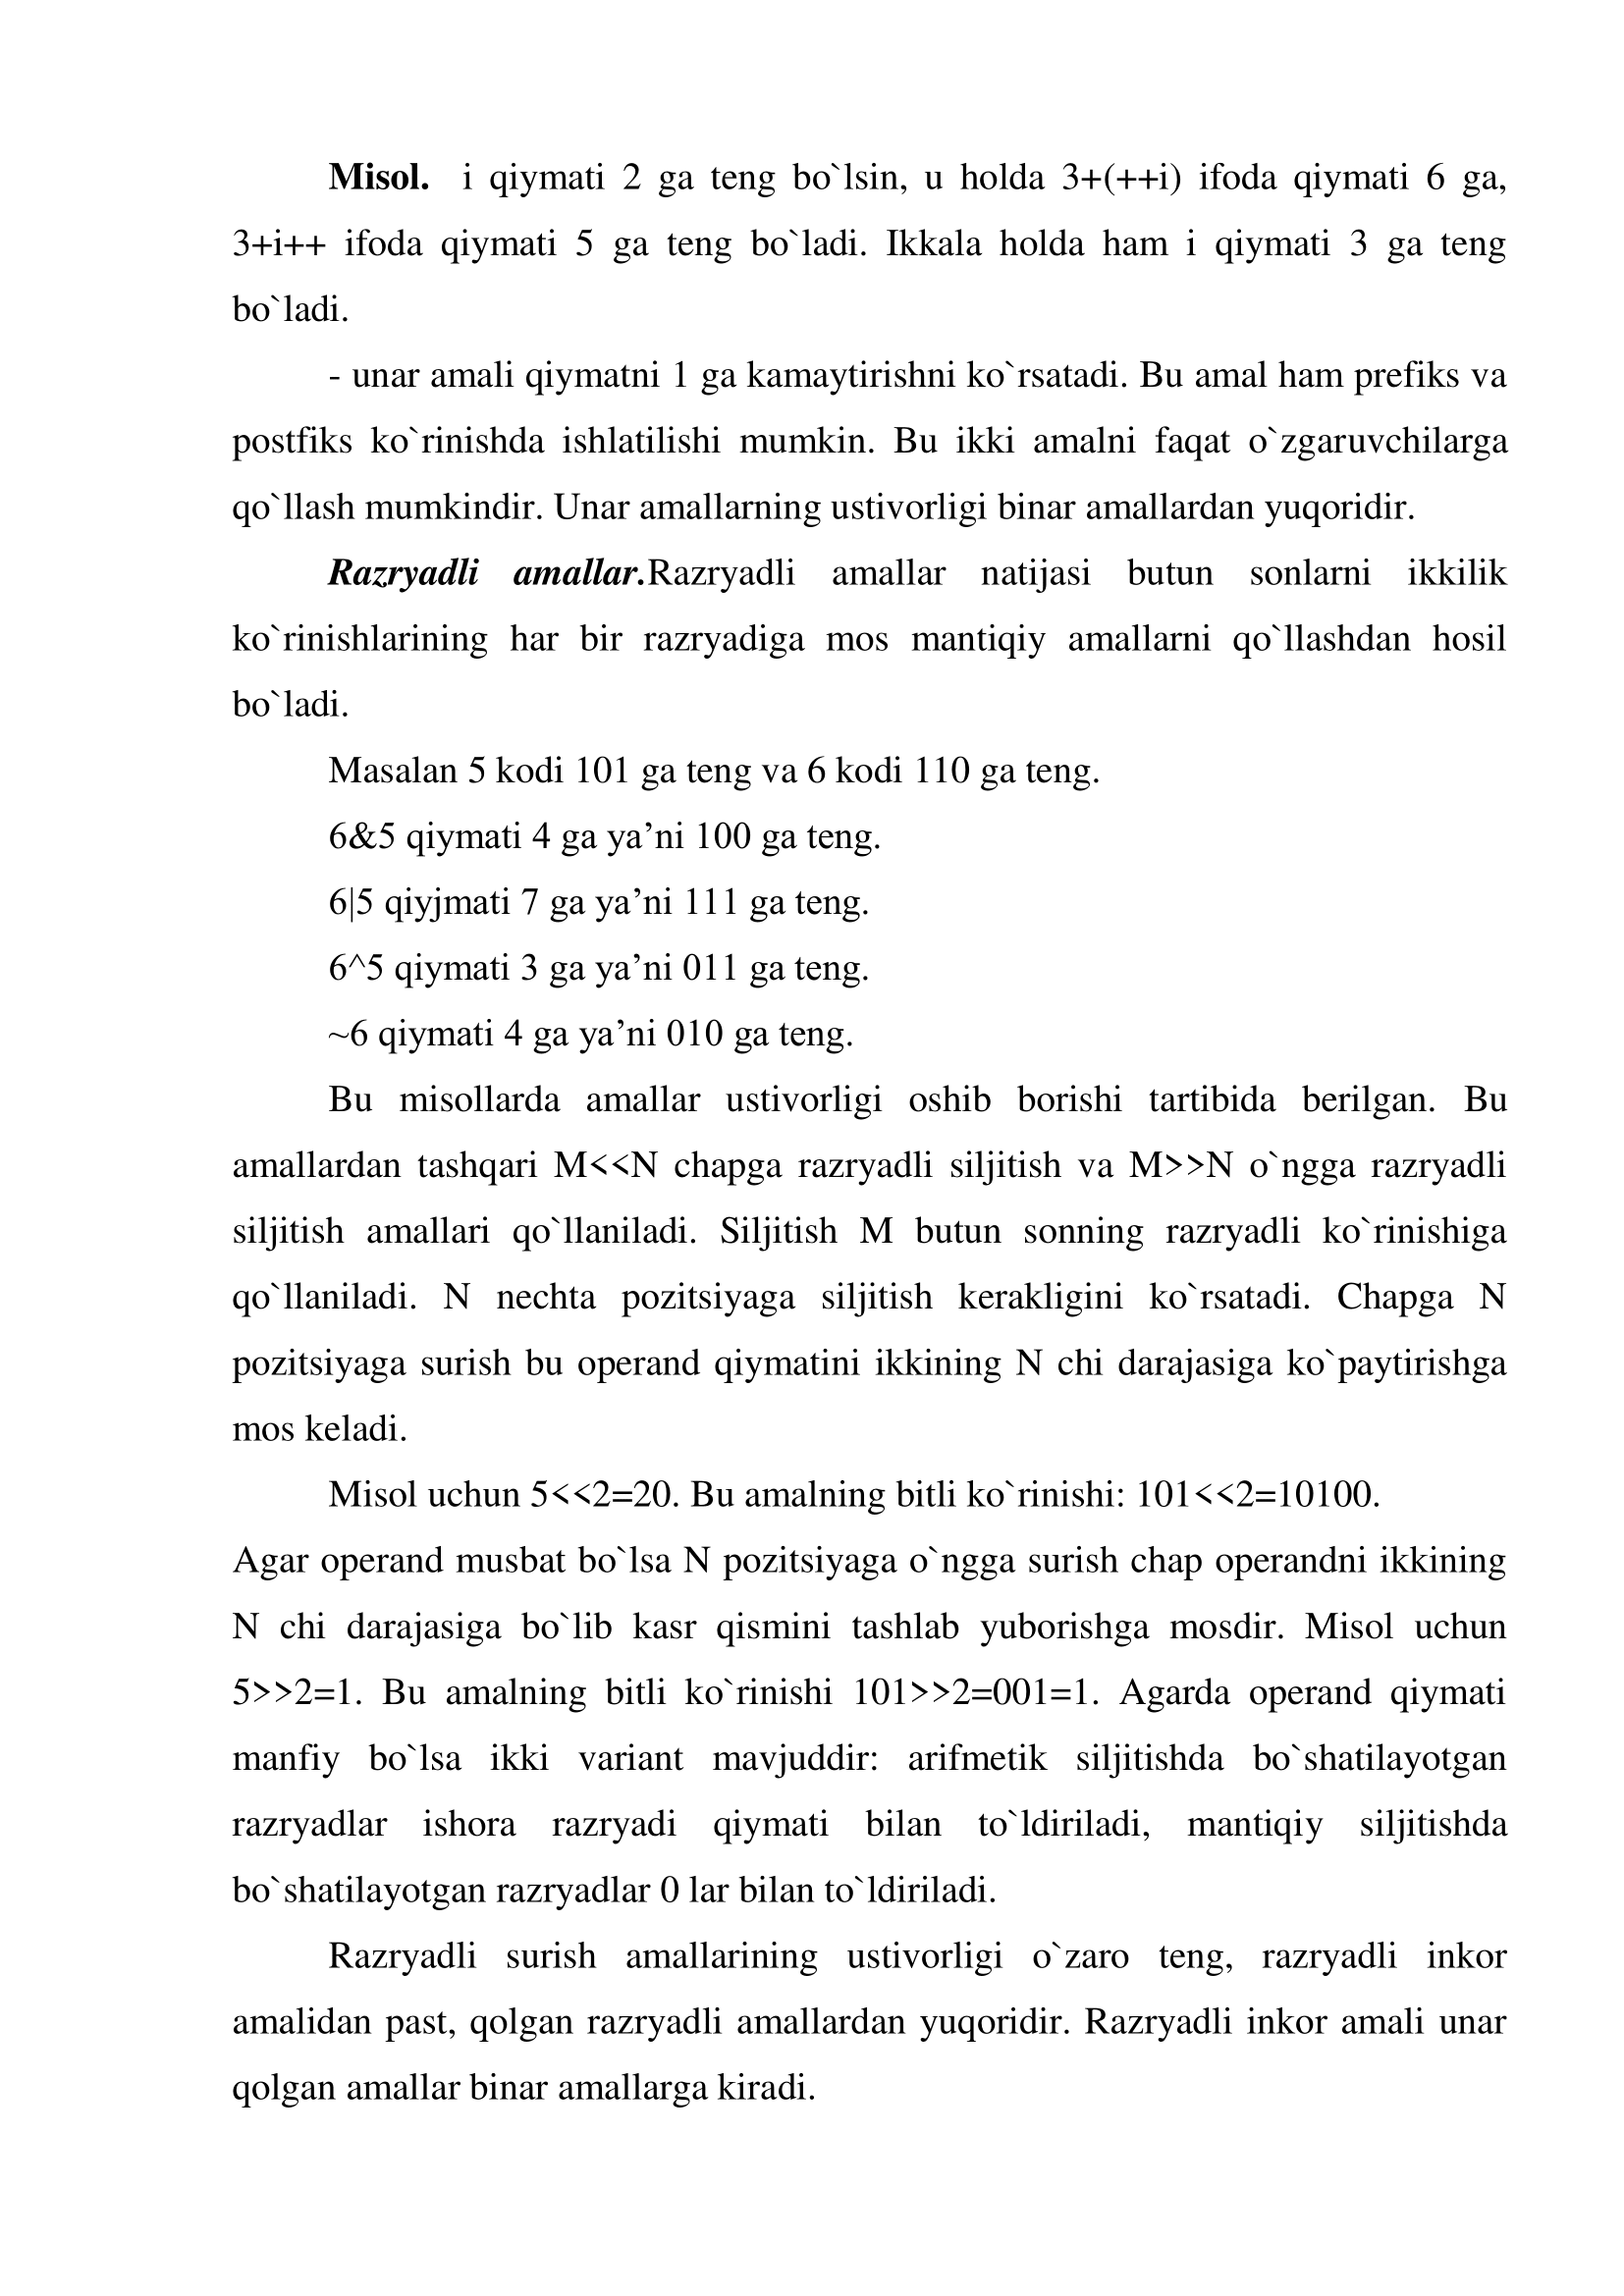 Misol. i qiymati 2 ga teng bo`lsin, u holda 3+(++i) ifoda qiymati 6 ga,
3+i++ ifoda qiymati 5 ga teng bo`ladi. Ikkala holda ham i qiymati 3 ga teng
bo`ladi.
- unar amali qiymatni 1 ga kamaytirishni ko`rsatadi. Bu amal ham prefiks va
postfiks ko`rinishda ishlatilishi mumkin. Bu ikki amalni faqat o`zgaruvchilarga
qo`llash mumkindir. Unar amallarning ustivorligi binar amallardan yuqoridir.
Razryadli amallar.Razryadli amallar natijasi butun sonlarni ikkilik
ko`rinishlarining har bir razryadiga mos mantiqiy amallarni qo`llashdan hosil
bo`ladi.
Masalan 5 kodi 101 ga teng va 6 kodi 110 ga teng.
6&5 qiymati 4 ga ya’ni 100 ga teng.
6|5 qiyjmati 7 ga ya’ni 111 ga teng.
6^5 qiymati 3 ga ya’ni 011 ga teng.
~6 qiymati 4 ga ya’ni 010 ga teng.
Bu misollarda amallar ustivorligi oshib borishi tartibida berilgan. Bu
amallardan tashqari M<<N chapga razryadli siljitish va M>>N o`ngga razryadli
siljitish amallari qo`llaniladi. Siljitish M butun sonning razryadli ko`rinishiga
qo`llaniladi. N nechta pozitsiyaga siljitish kerakligini ko`rsatadi. Chapga N
pozitsiyaga surish bu operand qiymatini ikkining N chi darajasiga ko`paytirishga
mos keladi.
Misol uchun 5<<2=20. Bu amalning bitli ko`rinishi: 101<<2=10100.
Agar operand musbat bo`lsa N pozitsiyaga o`ngga surish chap operandni ikkining
N chi darajasiga bo`lib kasr qismini tashlab yuborishga mosdir. Misol uchun
5>>2=1. Bu amalning bitli ko`rinishi 101>>2=001=1. Agarda operand qiymati
manfiy bo`lsa ikki variant mavjuddir: arifmetik siljitishda bo`shatilayotgan
razryadlar ishora razryadi qiymati bilan to`ldiriladi, mantiqiy siljitishda
bo`shatilayotgan razryadlar 0 lar bilan to`ldiriladi.
Razryadli surish amallarining ustivorligi o`zaro teng, razryadli inkor
amalidan past, qolgan razryadli amallardan yuqoridir. Razryadli inkor amali unar
qolgan amallar binar amallarga kiradi.